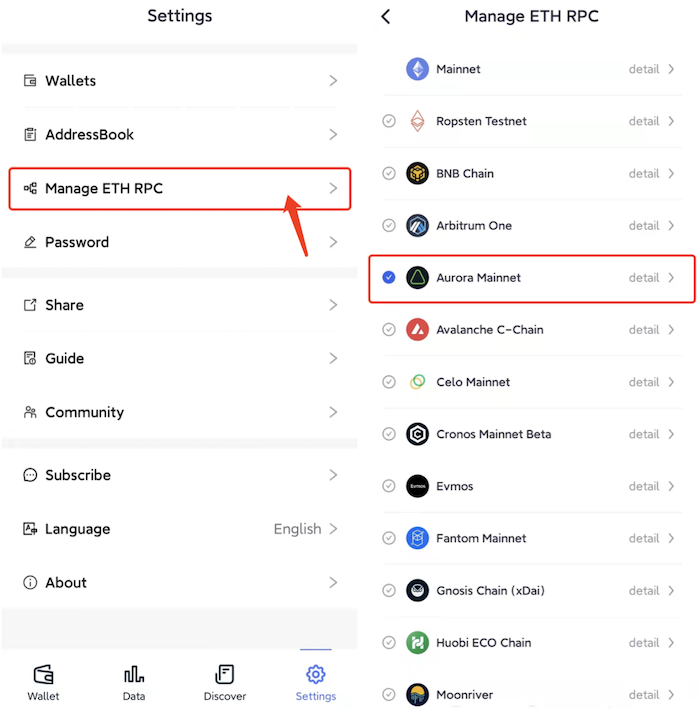 Settings
Wallets
AddressBook
Manage ETH RPC
Password
Share
Guide
Community
Subscribe
Language English
About
Wallet Data Discover Settings
Manage ETH RPC
Mainnet detail
Ropsten Testnet detail
BNB Chain detail
Arbitrum One detail
Aurora Mainnet detail
Avalanche C-Chain detail
Celo Mainnet detail
Cronos Mainnet Beta detail
Evmos Evmos detail
Fantom Mainnet detail
Gnosis Chain (xDai) detail
Huobi ECO Chain detail
Moonriver detail